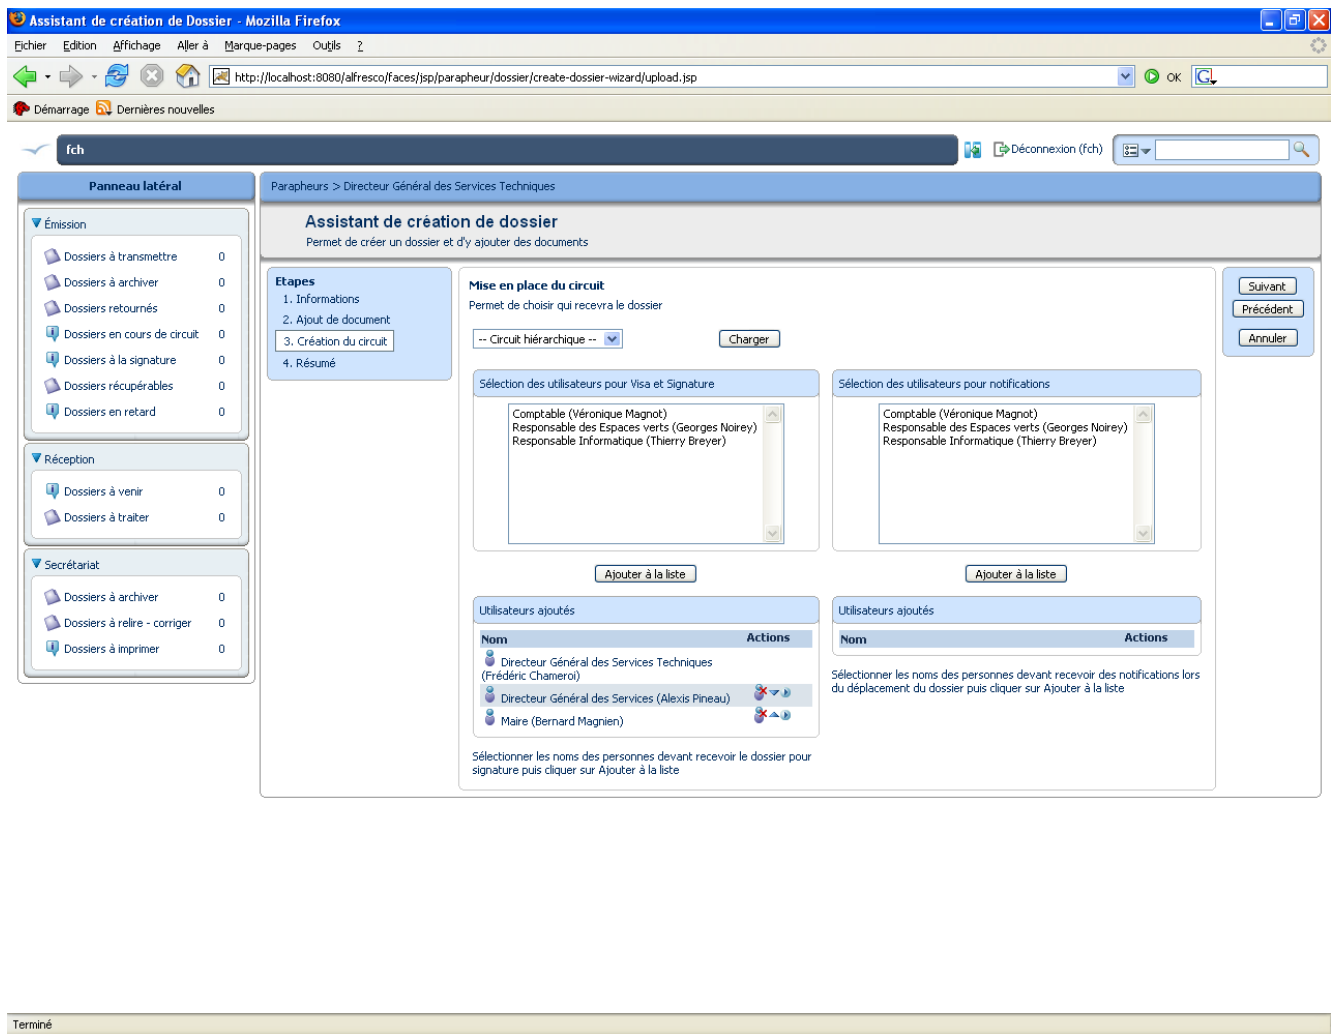 Assistant de création de Dossier - Mozilla Firefox
Fichier Edition Affichage Aller à Marque-pages Outils ?
http://localhost:8080/alfresco/faces/jsp/parapheur/dossier/create-dossier-wizard/upload.jsp OK G
Démarrage Dernières nouvelles
fch Déconnexion (fch)
Panneau latéral
Émission
Dossiers à transmettre 0
Dossiers à archiver 0
Dossiers retournés 0
Dossiers en cours de circuit 0
Dossiers à la signature 0
Dossiers récupérables 0
Dossiers en retard 0
Réception
Dossiers à venir 0
Dossiers à traiter 0
Secrétariat
Dossiers à archiver 0
Dossiers à relire - corriger 0
Dossiers à imprimer 0
Parapheurs > Directeur Général des Services Techniques
Assistant de création de dossier
Permet de créer un dossier et d'y ajouter des documents
Etapes
1. Informations
2. Ajout de document
3. Création du circuit
4. Résumé
Mise en place du circuit
Permet de choisir qui recevra le dossier
-- Circuit hiérarchique -- Charger
Sélection des utilisateurs pour Visa et Signature
Comptable (Véronique Magnot)
Responsable des Espaces verts (Georges Noirey)
Responsable Informatique (Thierry Breyer)
Ajouter à la liste
Utilisateurs ajoutés
Nom Actions
Directeur Général des Services Techniques
(Frédéric Chameroi)
Directeur Général des Services (Alexis Pineau)
Maire (Bernard Magnien)
Sélectionner les noms des personnes devant recevoir le dossier pour
signature puis cliquer sur Ajouter à la liste
Sélection des utilisateurs pour notifications
Comptable (Véronique Magnot)
Responsable des Espaces verts (Georges Noirey)
Responsable Informatique (Thierry Breyer)
Ajouter à la liste
Utilisateurs ajoutés
Nom Actions
Sélectionner les noms des personnes devant recevoir des notifications lors
du déplacement du dossier puis cliquer sur Ajouter à la liste
Suivant
Précédent
Annuler
Terminé